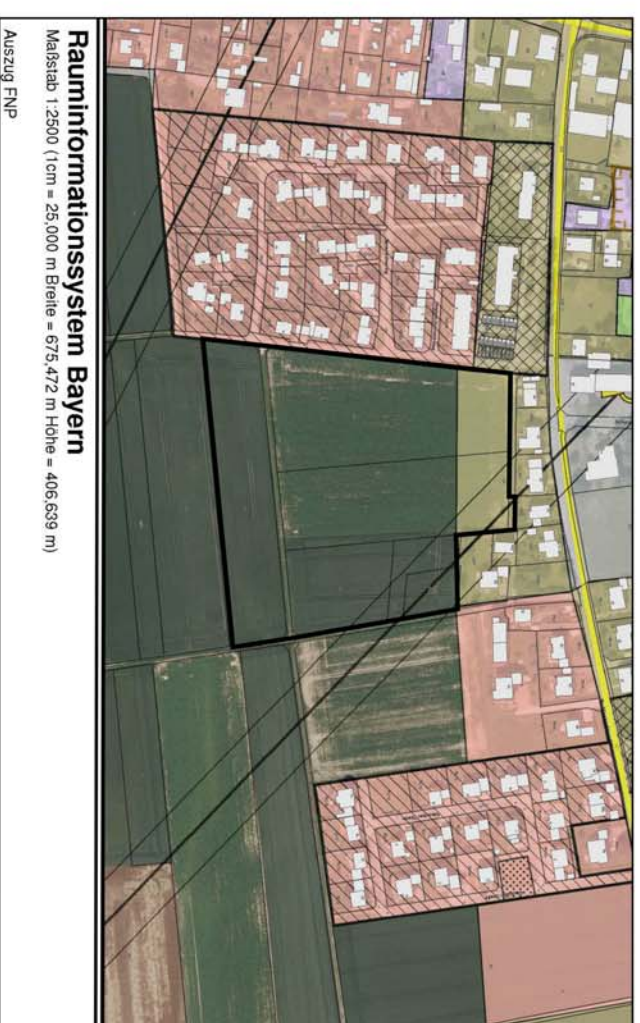 Rauminformationssystem Bayern
Maßstab 1:2500 (1cm = 25,000 m Breite = 675,472 m Höhe = 406,639 m)
Auszug FNP